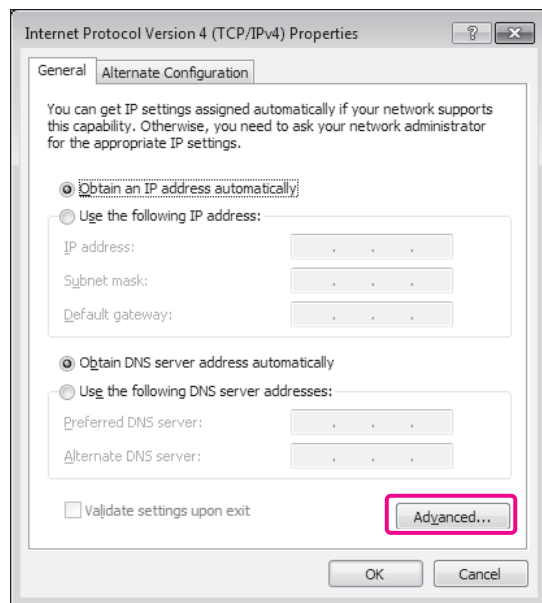 Internet Protocol Version 4 (TCP/IPv4) Properties
General
Alternate Configuration
You can get IP settings assigned automatically if your network supports
this capability. Otherwise, you need to ask your network administrator
for the appropriate IP settings.
Obtain an IP address automatically
Use the following IP address:
IP address:
Subnet mask:
Default gateway:
Obtain DNS server address automatically
Use the following DNS server addresses:
Preferred DNS server:
Alternate DNS server:
Validate settings upon exit
Advanced...
OK
Cancel